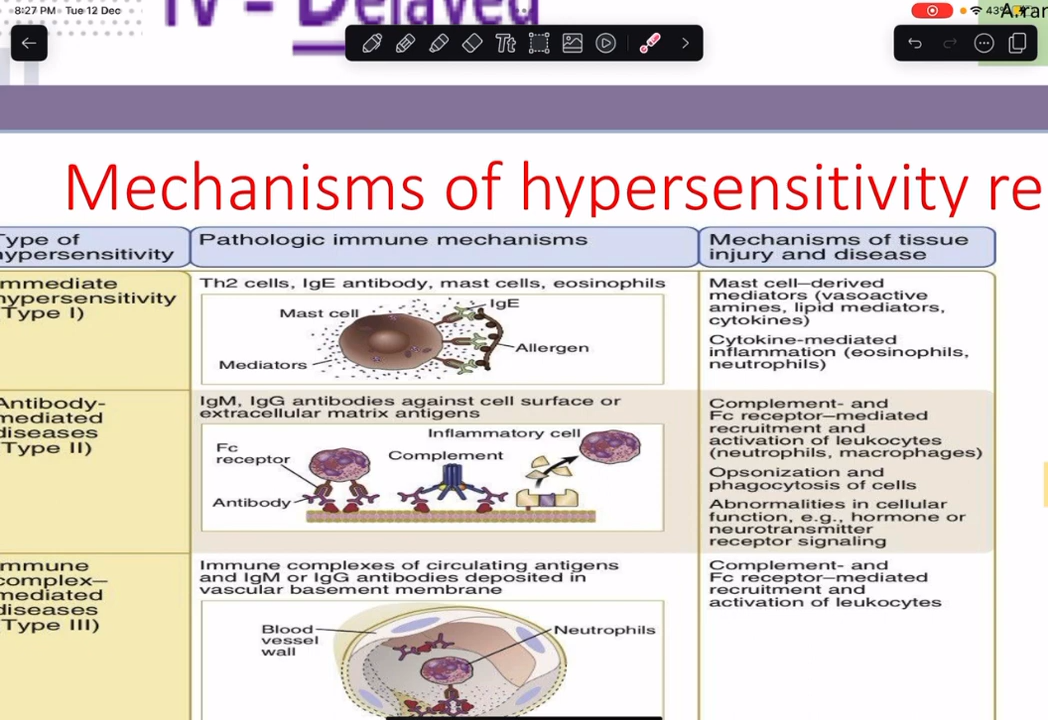 8:27 PM Tue 12 Dec
IV – Delayed
43%
Tt
Mechanisms of hypersensitivity re
Type of
hypersensitivity
Pathologic immune mechanisms
Mechanisms of tissue
injury and disease
mmediate
hypersensitivity
(Type I)
Th2 cells, IgE antibody, mast cells, eosinophils
Mast cell
IgE
Allergen
Mediators
Mast cell–derived
mediators (vasoactive
amines, lipid mediators,
cytokines)
Cytokine-mediated
inflammation (eosinophils,
neutrophils)
Antibody-
mediated
diseases
(Type II)
IgM, IgG antibodies against cell surface or
extracellular matrix antigens
Fc
receptor
Complement
Inflammatory cell
Antibody
Complement- and
Fc receptor–mediated
recruitment and
activation of leukocytes
(neutrophils, macrophages)
Opsonization and
phagocytosis of cells
Abnormalities in cellular
function, e.g., hormone or
neurotransmitter
receptor signaling
mmune
complex–
mediated
diseases
(Type III)
Immune complexes of circulating antigens
and IgM or IgG antibodies deposited in
vascular basement membrane
Blood
vessel
wall
Neutrophils
Complement- and
Fc receptor–mediated
recruitment and
activation of leukocytes